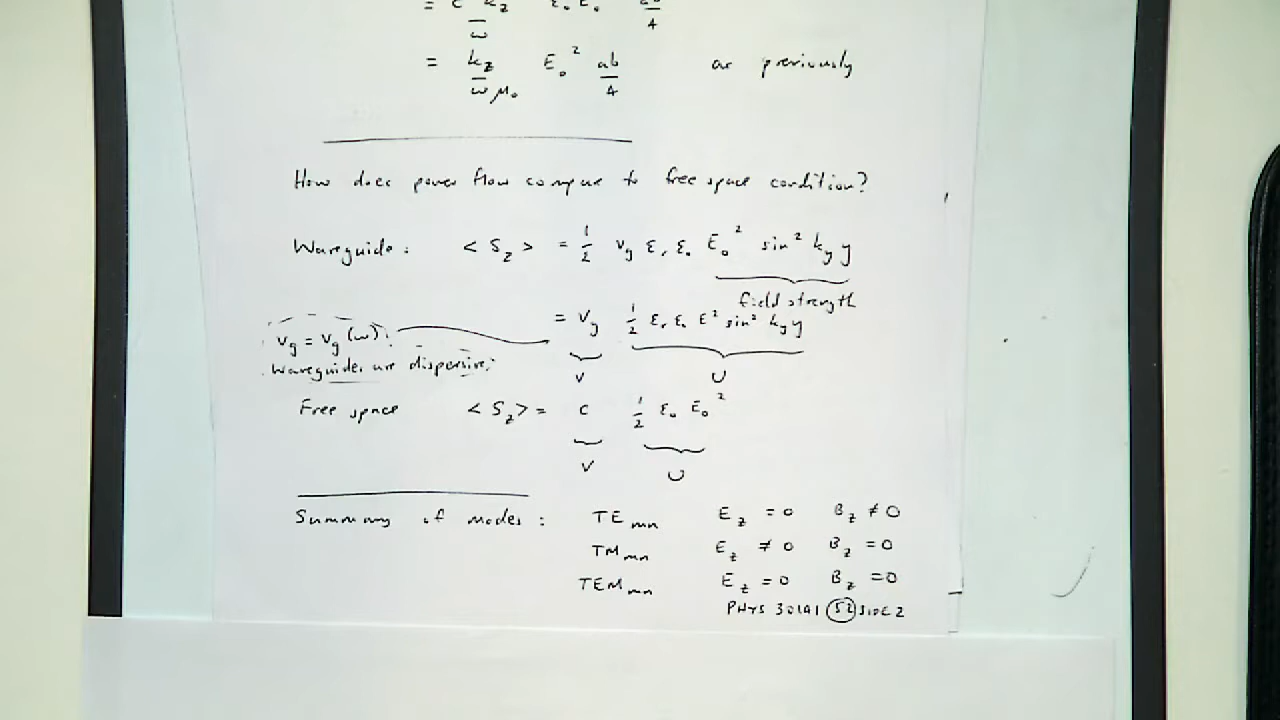 = k_z / ωμ₀ E₀² ab/4 as previously
How does power flow compare to free space condition?
Waveguide: <S_z> = 1/2 v_g ε_r ε₀ E₀² sin² k_y y
field strength
= v_g 1/2 ε_r ε₀ E² sin² k_y y
v_g = v_g(ω).
Waveguides are dispersive.
v U
Free space <S_z> = c 1/2 ε₀ E₀²
v U
Summary of modes: TE_mn E_z = 0 B_z ≠ 0
TM_mn E_z ≠ 0 B_z = 0
TEM_mn E_z = 0 B_z = 0
PHYS 30141 52 SIDE 2